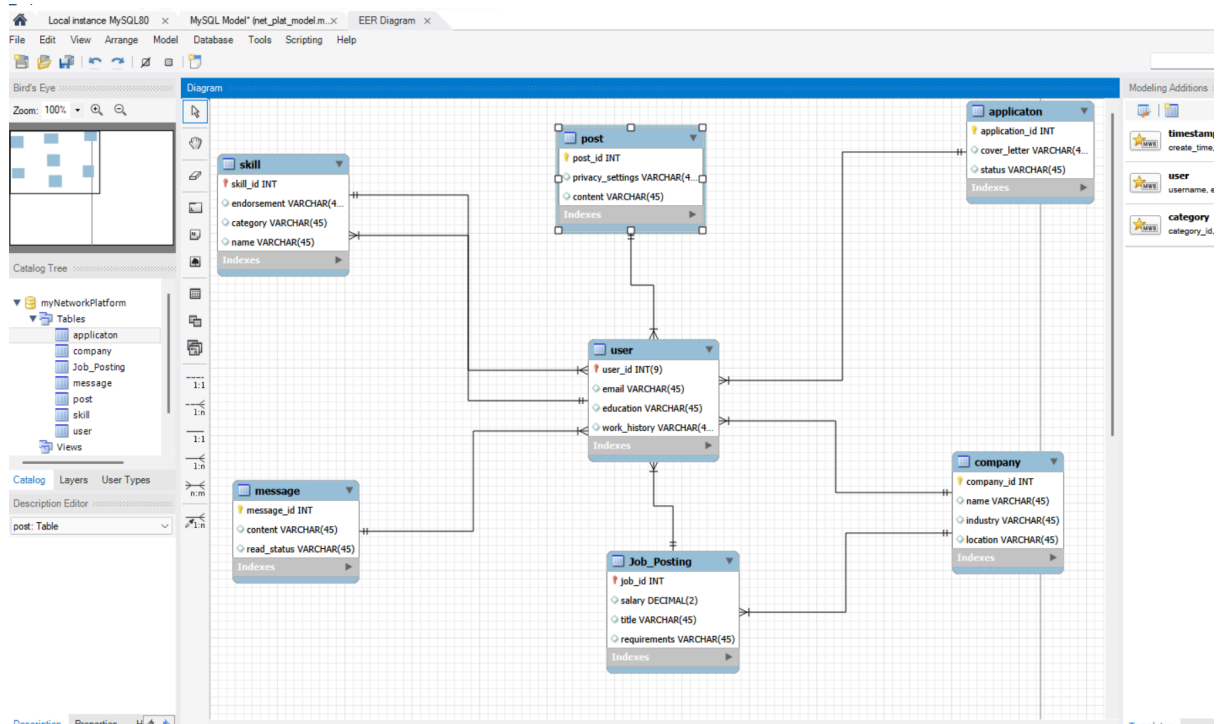 Local instance MySQL80 ×
MySQL Model* (net_plat_model.m...×
EER Diagram ×
File Edit View Arrange Model Database Tools Scripting Help
Bird's Eye
Zoom: 100%
Catalog Tree
myNetworkPlatform
Tables
applicaton
company
Job_Posting
message
post
skill
user
Views
Catalog Layers User Types
Description Editor
post: Table
Description Properties H
Diagram
1:1
1:n
1:1
1:n
n:m
1:n
skill
skill_id INT
endorsement VARCHAR(4...
category VARCHAR(45)
name VARCHAR(45)
Indexes
post
post_id INT
privacy_settings VARCHAR(4...
content VARCHAR(45)
Indexes
applicaton
application_id INT
cover_letter VARCHAR(4...
status VARCHAR(45)
Indexes
user
user_id INT(9)
email VARCHAR(45)
education VARCHAR(45)
work_history VARCHAR(4...
Indexes
message
message_id INT
content VARCHAR(45)
read_status VARCHAR(45)
Indexes
Job_Posting
job_id INT
salary DECIMAL(2)
title VARCHAR(45)
requirements VARCHAR(45)
Indexes
company
company_id INT
name VARCHAR(45)
industry VARCHAR(45)
location VARCHAR(45)
Indexes
Modeling Additions
MWB
timestamp
create_time,
MWB
user
username, e
MWB
category
category_id,